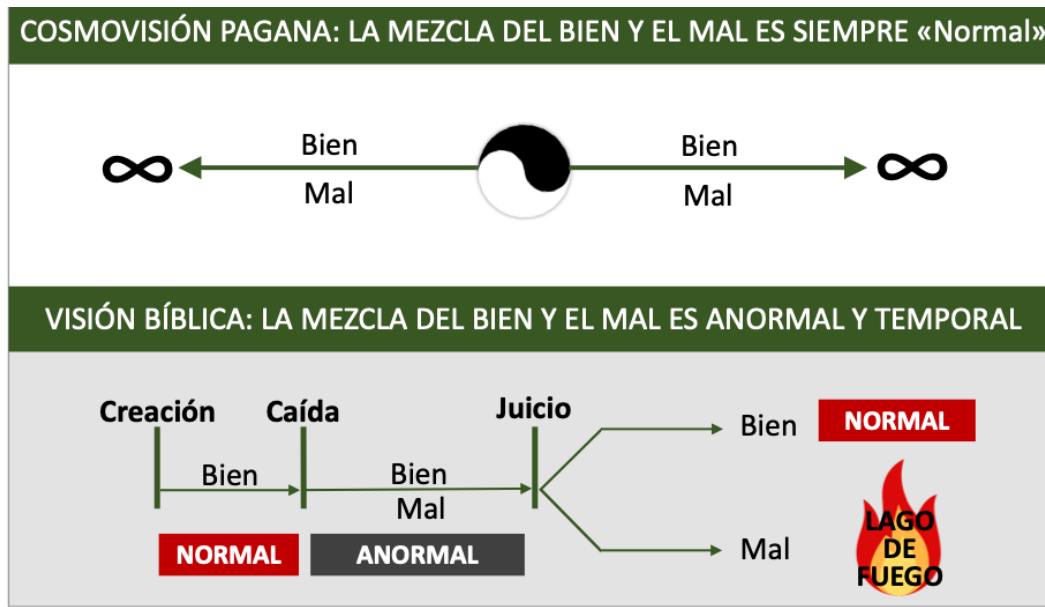 COSMOVISIÓN PAGANA: LA MEZCLA DEL BIEN Y EL MAL ES SIEMPRE «Normal»
∞
Bien
Mal
Bien
Mal
∞
VISIÓN BÍBLICA: LA MEZCLA DEL BIEN Y EL MAL ES ANORMAL Y TEMPORAL
Creación
Caída
Juicio
Bien
Bien
Mal
NORMAL
ANORMAL
Bien
NORMAL
Mal
LAGO
DE
FUEGO